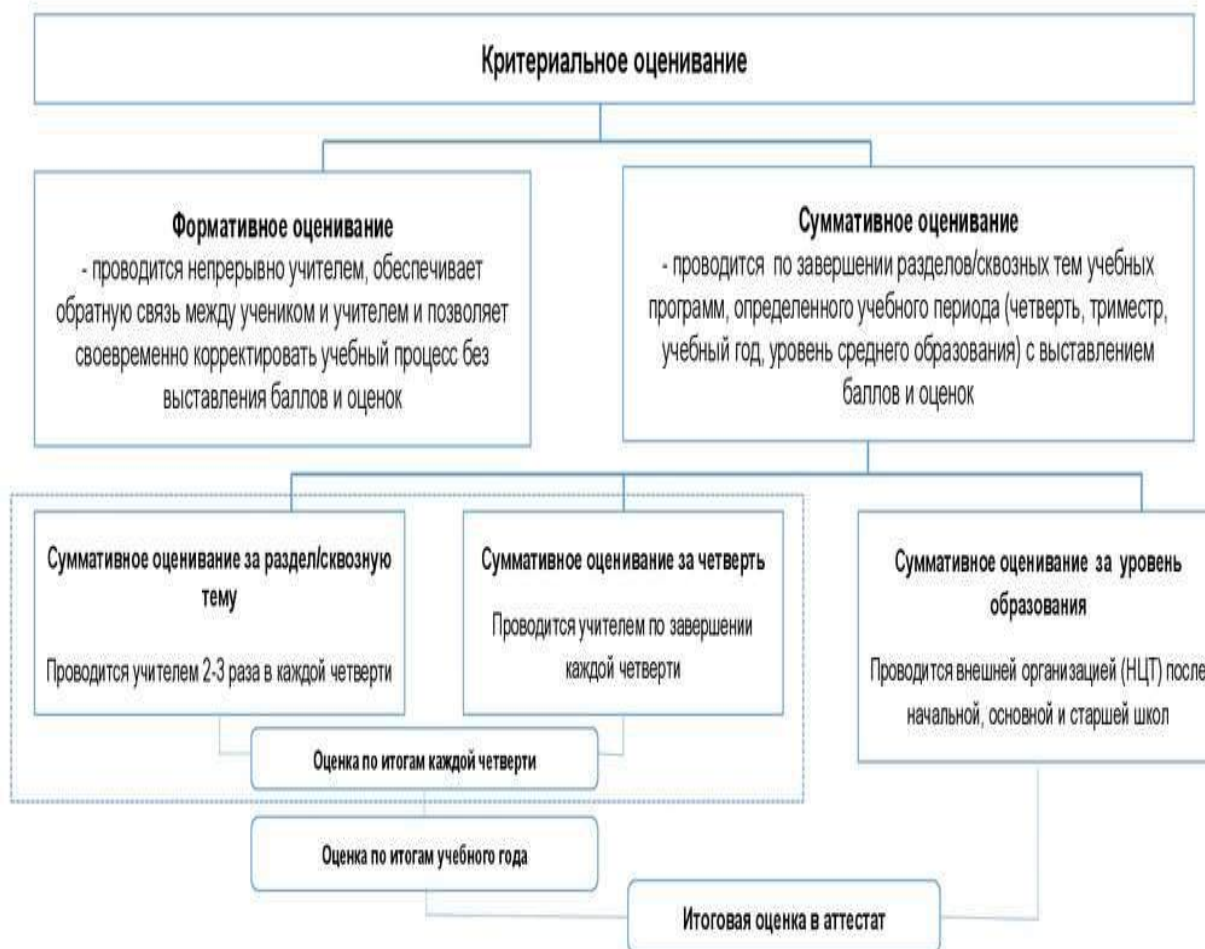 Критериальное оценивание
Формативное оценивание
- проводится непрерывно учителем, обеспечивает
обратную связь между учеником и учителем и позволяет
своевременно корректировать учебный процесс без
выставления баллов и оценок
Суммативное оценивание
- проводится по завершении разделов/сквозных тем учебных
программ, определенного учебного периода (четверть, триместр,
учебный год, уровень среднего образования) с выставлением
баллов и оценок
Суммативное оценивание за раздел/сквозную
тему
Проводится учителем 2-3 раза в каждой четверти
Суммативное оценивание за четверть
Проводится учителем по завершении
каждой четверти
Суммативное оценивание за уровень
образования
Проводится внешней организацией (НЦТ) после
начальной, основной и старшей школ
Оценка по итогам каждой четверти
Оценка по итогам учебного года
Итоговая оценка в аттестат